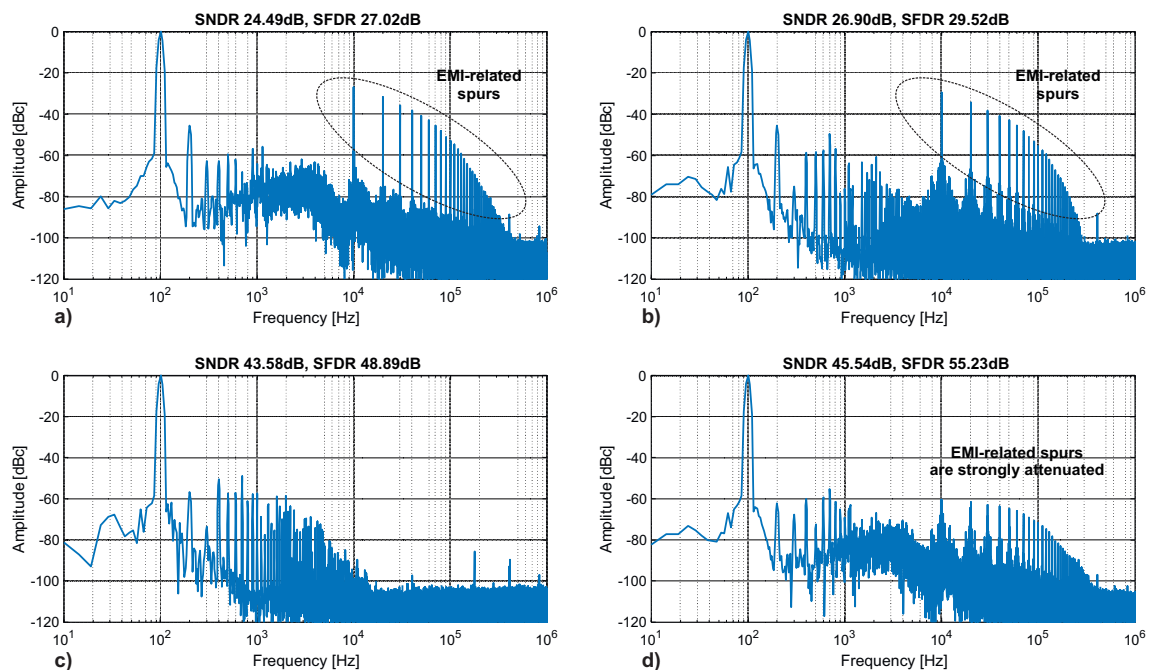 SNDR 24.49dB, SFDR 27.02dB
0
-20
-40
-60
-80
-100
-120
Amplitude [dBc]
EMI-related
spurs
10^1
10^2
10^3
10^4
10^5
10^6
Frequency [Hz]
a)
SNDR 26.90dB, SFDR 29.52dB
0
-20
-40
-60
-80
-100
-120
Amplitude [dBc]
EMI-related
spurs
10^1
10^2
10^3
10^4
10^5
10^6
Frequency [Hz]
b)
SNDR 43.58dB, SFDR 48.89dB
0
-20
-40
-60
-80
-100
-120
Amplitude [dBc]
10^1
10^2
10^3
10^4
10^5
10^6
Frequency [Hz]
c)
SNDR 45.54dB, SFDR 55.23dB
0
-20
-40
-60
-80
-100
-120
Amplitude [dBc]
EMI-related spurs
are strongly attenuated
10^1
10^2
10^3
10^4
10^5
10^6
Frequency [Hz]
d)